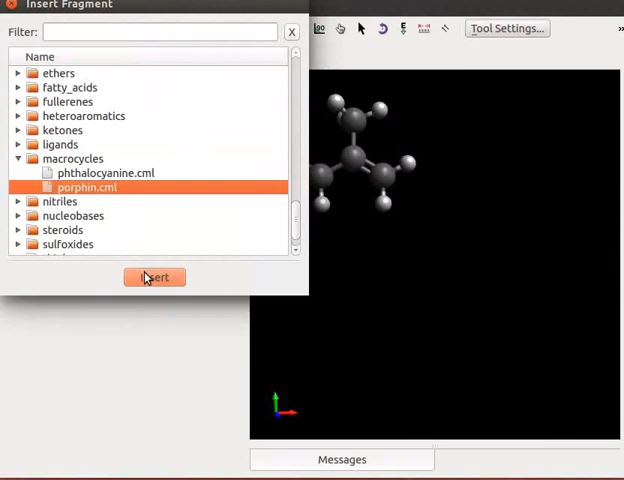 Insert Fragment
Filter:
X
Tool Settings...
»
Name
ethers
fatty_acids
fullerenes
heteroaromatics
ketones
ligands
macrocycles
phthalocyanine.cml
porphin.cml
nitriles
nucleobases
steroids
sulfoxides
Insert
Messages